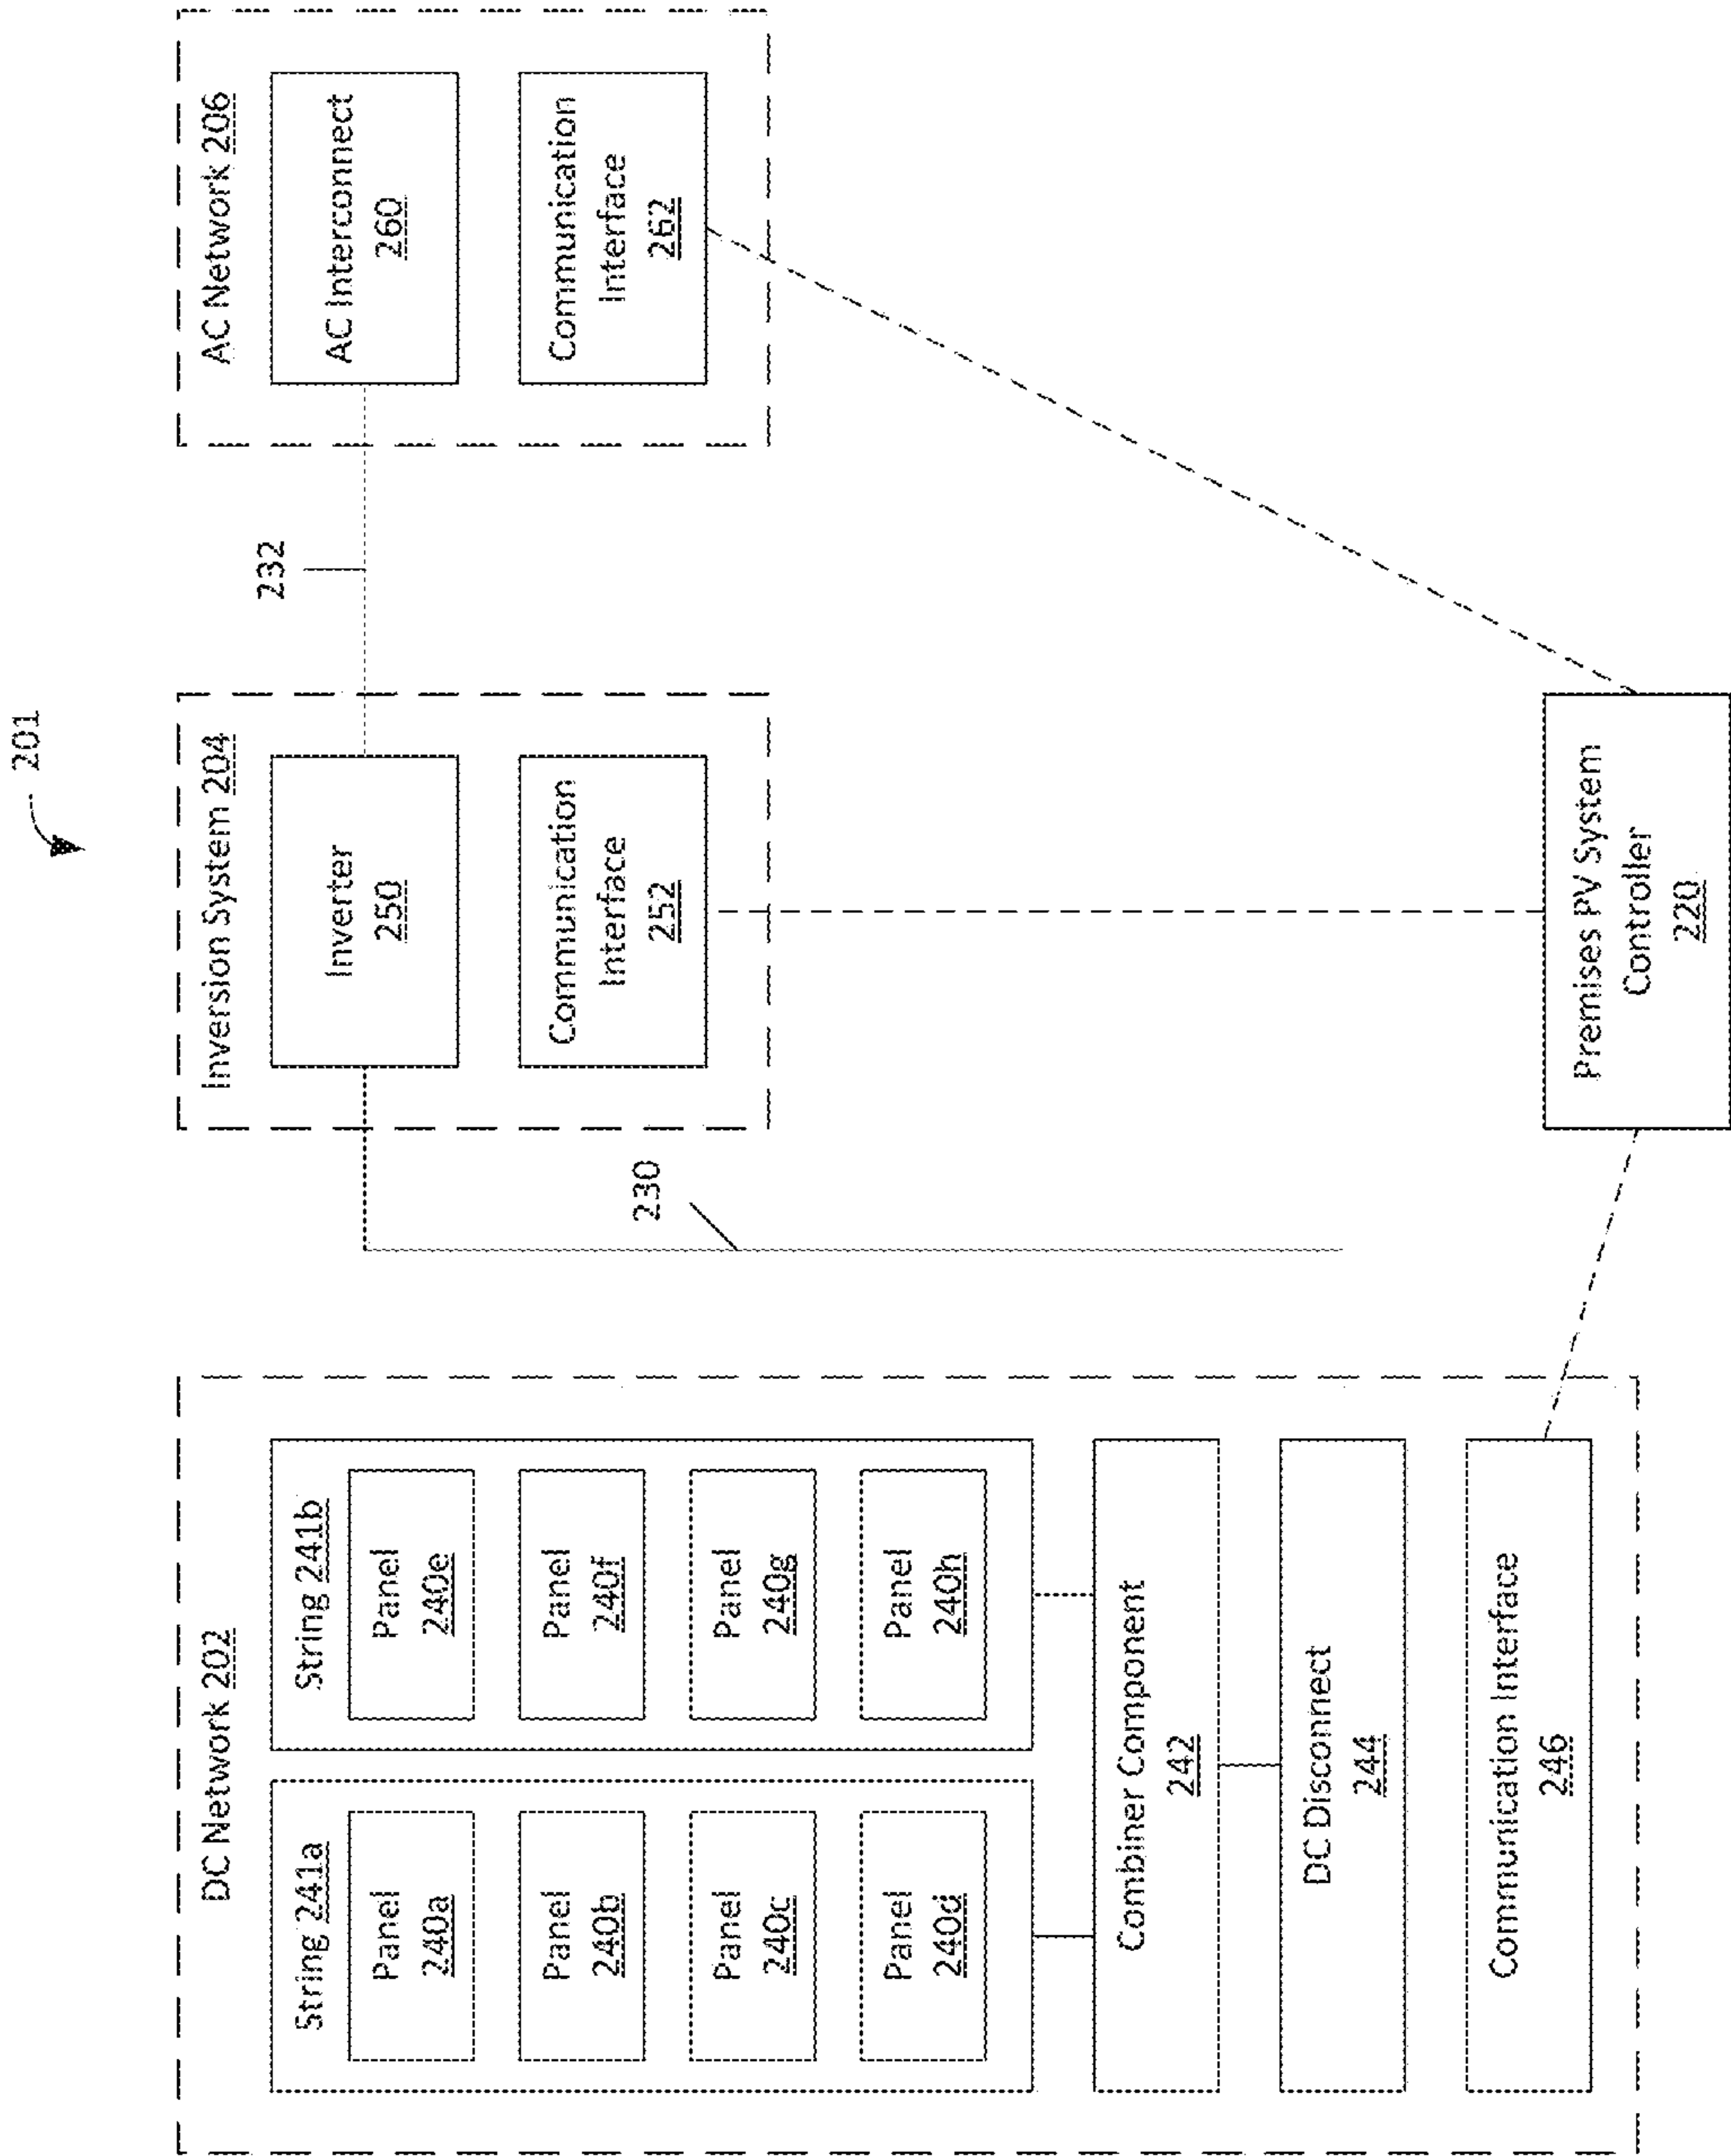 201
DC Network 202
String 241a
Panel
240a
Panel
240b
Panel
240c
Panel
240d
String 241b
Panel
240e
Panel
240f
Panel
240g
Panel
240h
Combiner Component
242
DC Disconnect
244
Communication Interface
246
230
Inversion System 204
Inverter
250
Communication
Interface
252
232
AC Network 206
AC Interconnect
260
Communication
Interface
262
Premises PV System
Controller
220